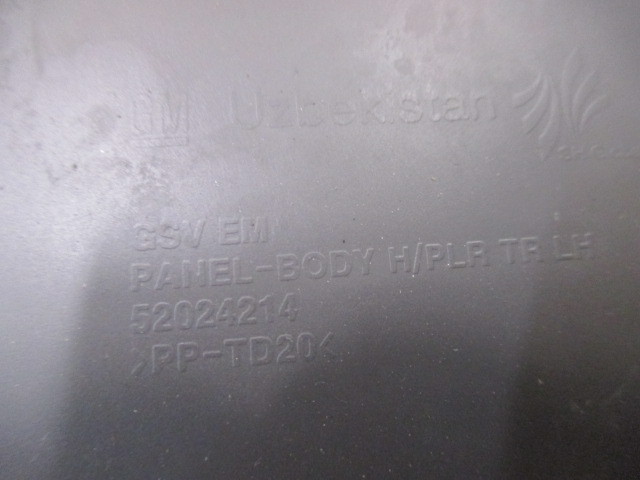 GM Uzbekistan
GSV EM
PANEL-BODY H/PLR TR LH
52024214
>PP-TD20<